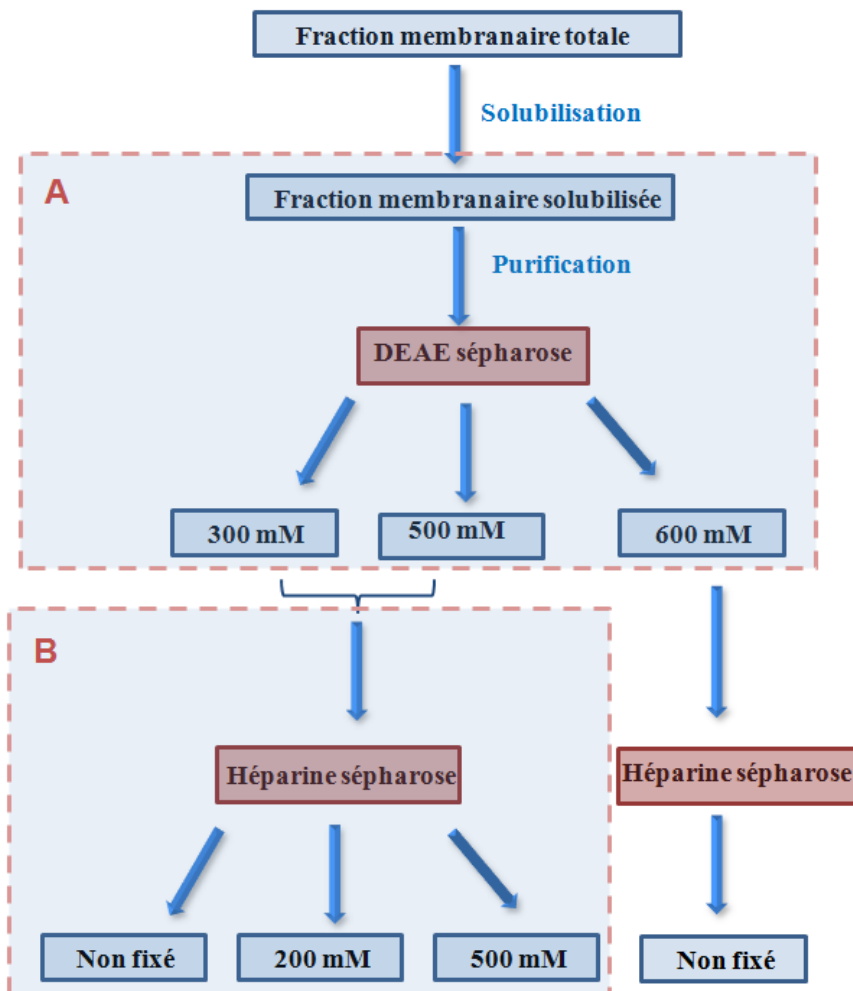 Fraction membranaire totale
Solubilisation
A
Fraction membranaire solubilisée
Purification
DEAE sépharose
300 mM
500 mM
600 mM
B
Héparine sépharose
Héparine sépharose
Non fixé
200 mM
500 mM
Non fixé